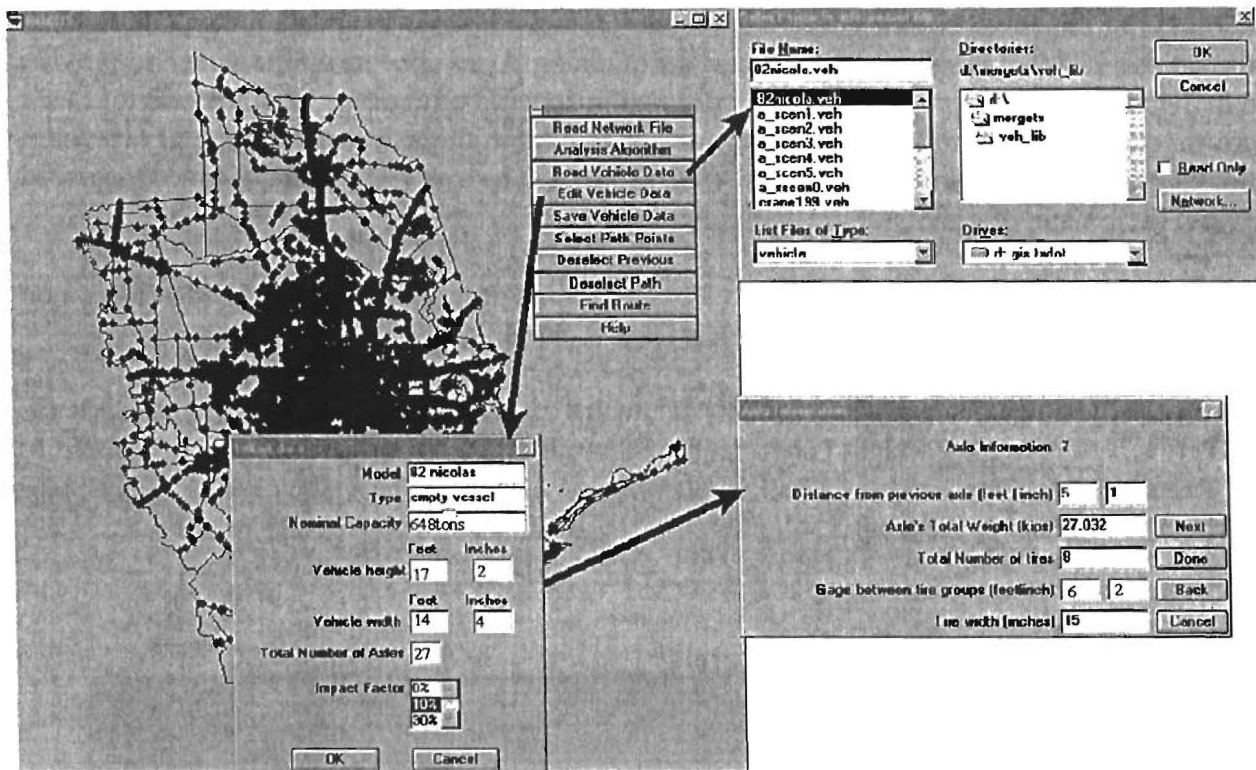 Read Network File
Analysis Algorithm
Read Vehicle Data
Edit Vehicle Data
Save Vehicle Data
Select Path Points
Deselect Previous
Deselect Path
Find Route
Help
File Name:
82nicola.veh
82nicola.veh
a_scen1.veh
a_scen2.veh
a_scen3.veh
a_scen4.veh
a_scen5.veh
a_sceen0.veh
crane199.veh
List Files of Type:
vehicle
Directories:
d:\mergets\veh_lib
d:\
mergets
veh_lib
Drives:
d: gis txdot
OK
Cancel
Read Only
Network...
Model 82 nicolas
Type empty vessel
Nominal Capacity 648tons
Feet Inches
Vehicle height 17 2
Feet Inches
Vehicle width 14 4
Total Number of Axles 27
Impact Factor 0%
10%
30%
OK Cancel
Axle Information 7
Distance from previous axle (feet | inch) 5 1
Axle's Total Weight (kips) 27.032 Next
Total Number of tires 8 Done
Gage between tire groups (feet|inch) 6 2 Back
Tire width (inches) 15 Cancel